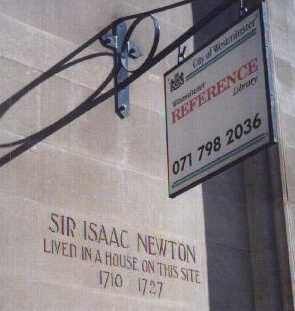 City of Westminster
Westminster
REFERENCE
Library
071 798 2036
SIR ISAAC NEWTON
LIVED IN A HOUSE ON THIS SITE
1710 1727